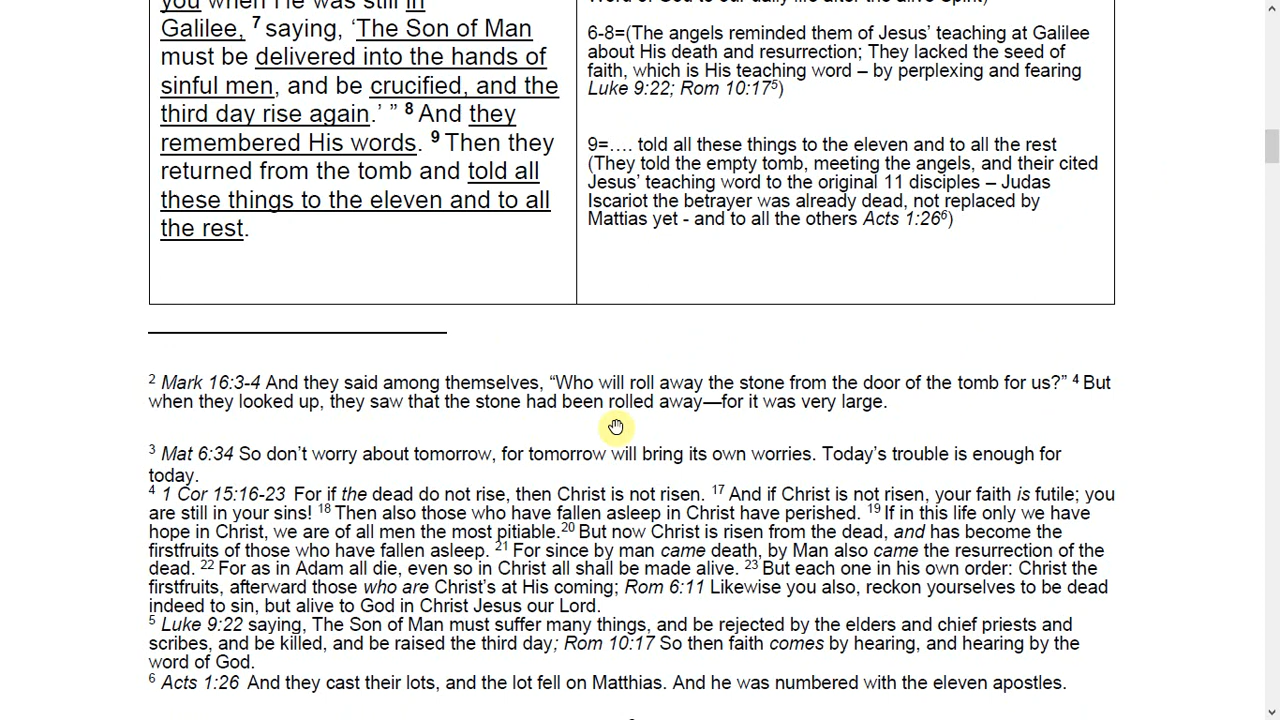 you when He was still in
Galilee, 7 saying, ‘The Son of Man
must be delivered into the hands of
sinful men, and be crucified, and the
third day rise again.’ ” 8 And they
remembered His words. 9 Then they
returned from the tomb and told all
these things to the eleven and to all
the rest.
Word of God to our daily life after the alive Spirit)
6-8=(The angels reminded them of Jesus’ teaching at Galilee
about His death and resurrection; They lacked the seed of
faith, which is His teaching word – by perplexing and fearing
Luke 9:22; Rom 10:175)
9=…. told all these things to the eleven and to all the rest
(They told the empty tomb, meeting the angels, and their cited
Jesus’ teaching word to the original 11 disciples – Judas
Iscariot the betrayer was already dead, not replaced by
Mattias yet - and to all the others Acts 1:266)
2 Mark 16:3-4 And they said among themselves, “Who will roll away the stone from the door of the tomb for us?” 4 But
when they looked up, they saw that the stone had been rolled away—for it was very large.
3 Mat 6:34 So don’t worry about tomorrow, for tomorrow will bring its own worries. Today’s trouble is enough for
today.
4 1 Cor 15:16-23 For if the dead do not rise, then Christ is not risen. 17 And if Christ is not risen, your faith is futile; you
are still in your sins! 18 Then also those who have fallen asleep in Christ have perished. 19 If in this life only we have
hope in Christ, we are of all men the most pitiable.20 But now Christ is risen from the dead, and has become the
firstfruits of those who have fallen asleep. 21 For since by man came death, by Man also came the resurrection of the
dead. 22 For as in Adam all die, even so in Christ all shall be made alive. 23 But each one in his own order: Christ the
firstfruits, afterward those who are Christ’s at His coming; Rom 6:11 Likewise you also, reckon yourselves to be dead
indeed to sin, but alive to God in Christ Jesus our Lord.
5 Luke 9:22 saying, The Son of Man must suffer many things, and be rejected by the elders and chief priests and
scribes, and be killed, and be raised the third day; Rom 10:17 So then faith comes by hearing, and hearing by the
word of God.
6 Acts 1:26 And they cast their lots, and the lot fell on Matthias. And he was numbered with the eleven apostles.